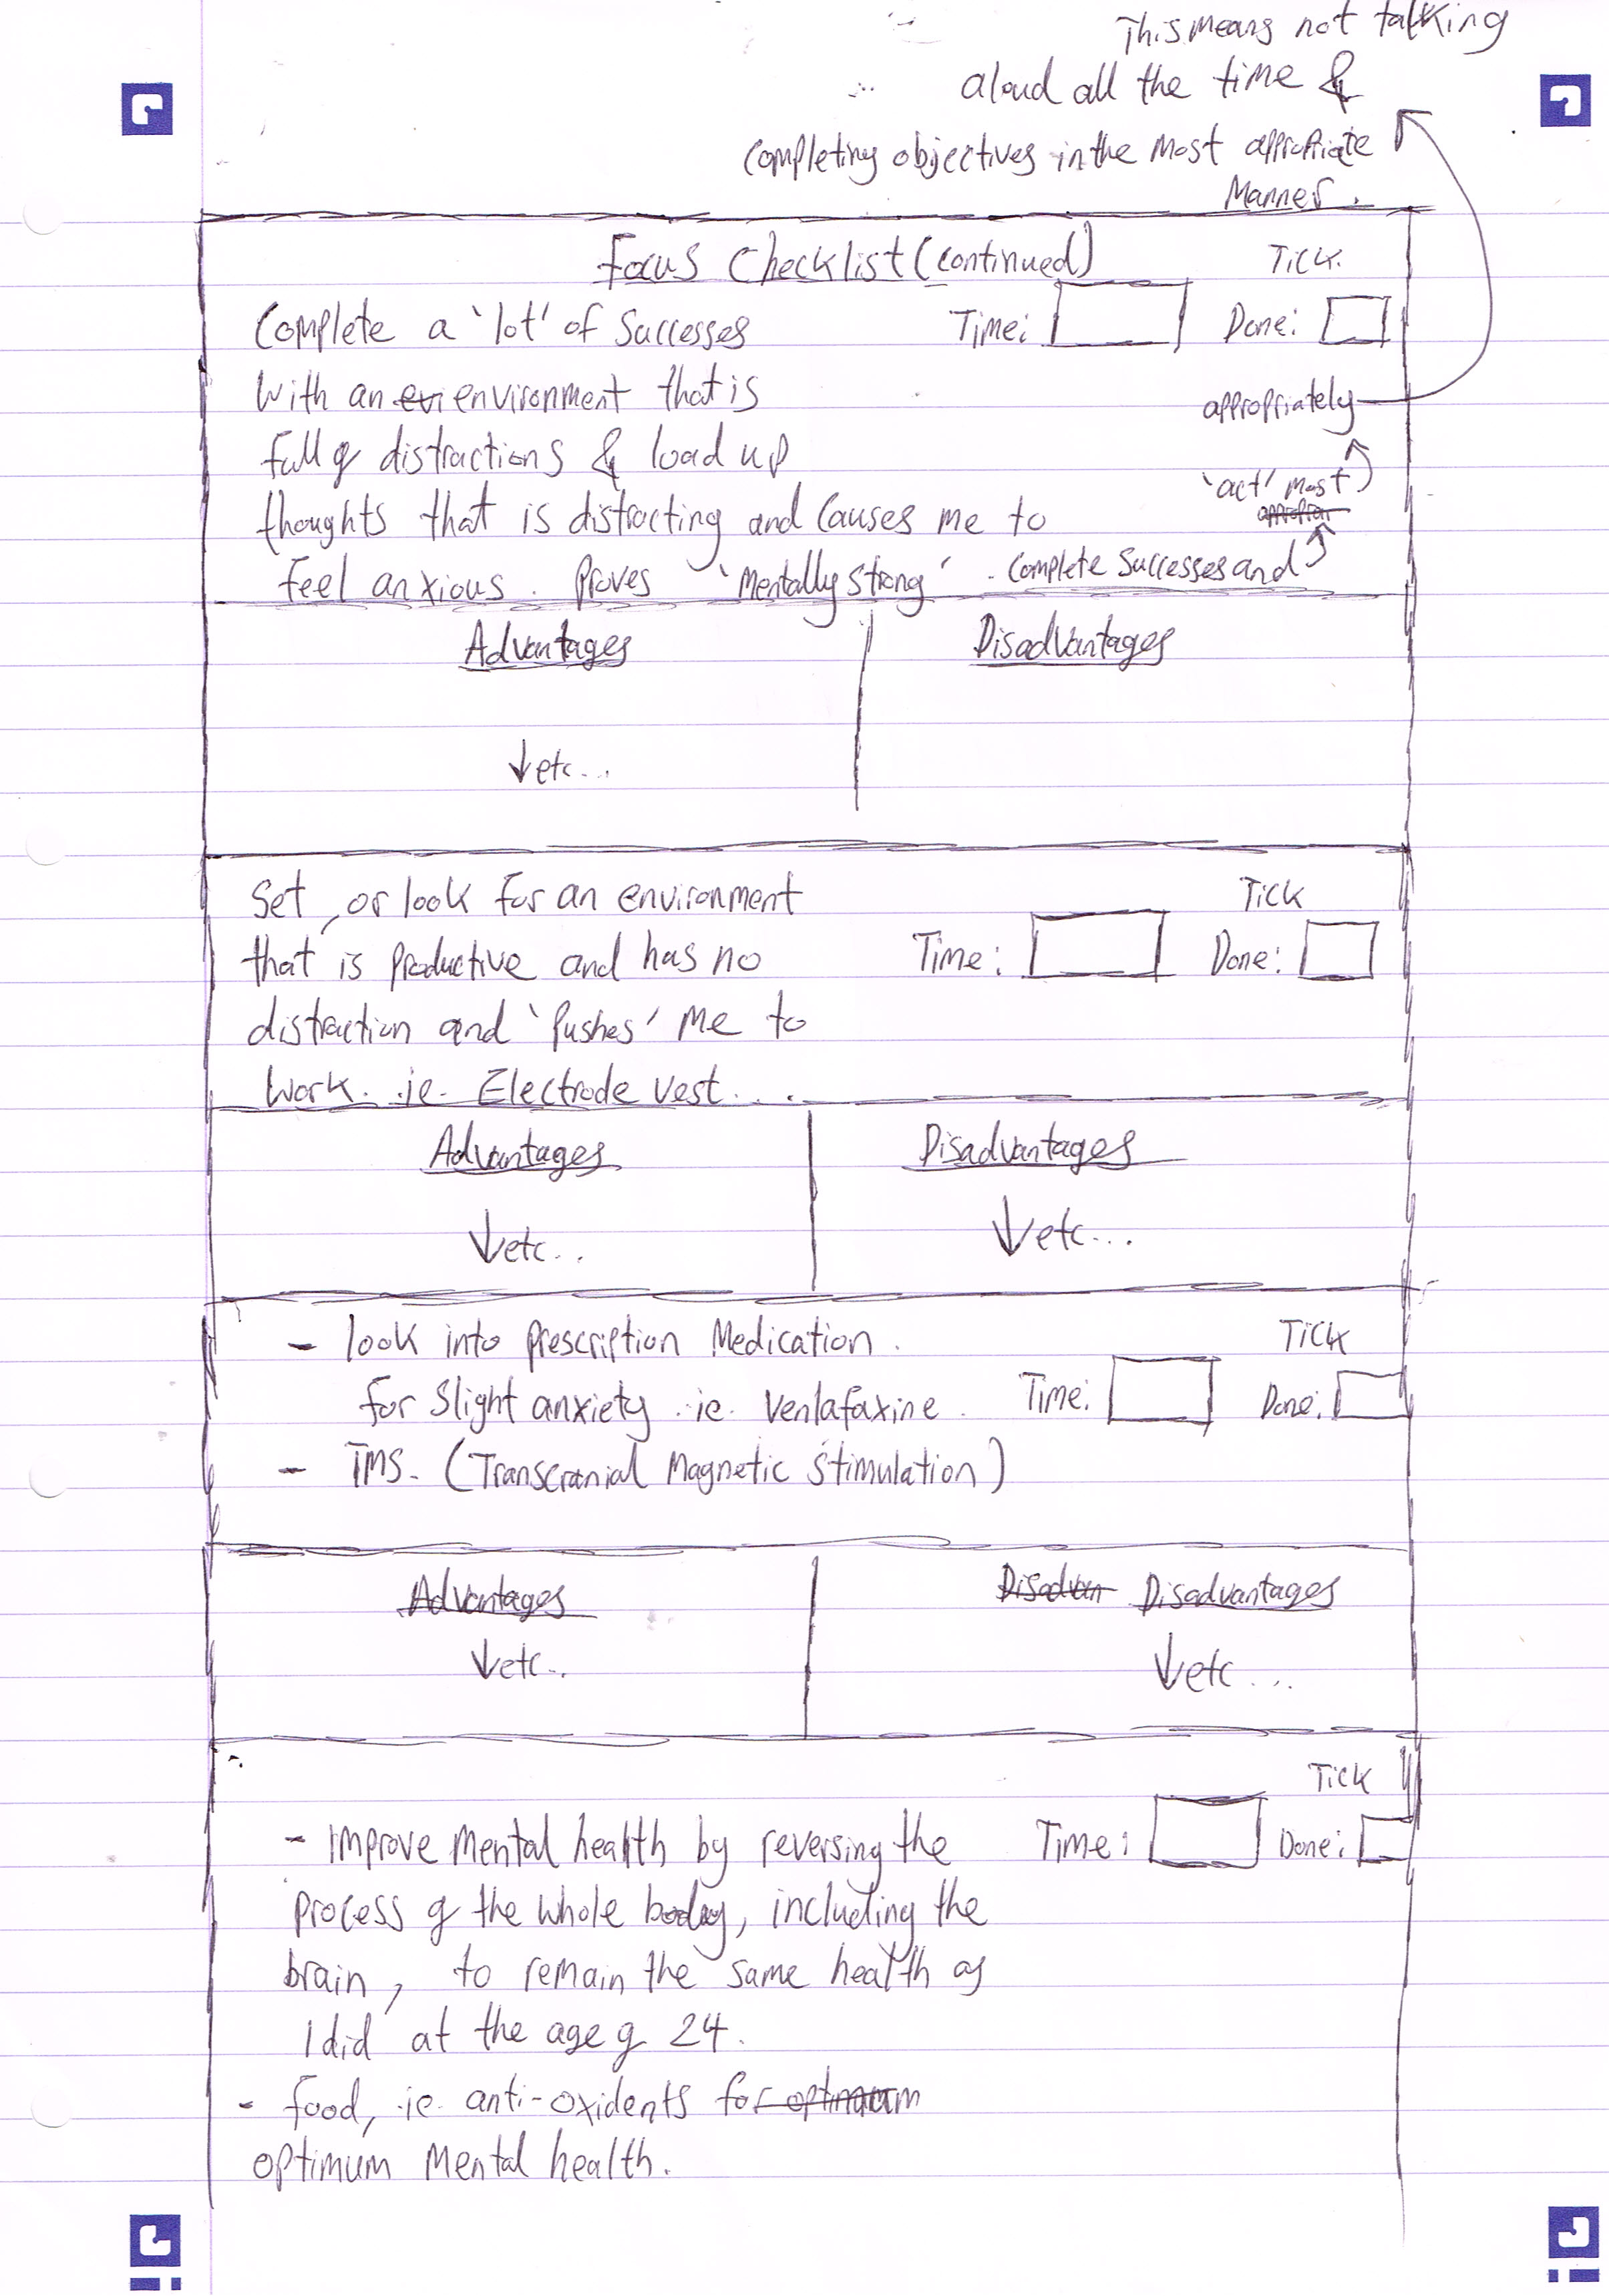 This means not talking
aloud all the time &
completing objectives in the most appropriate
manner.
Focus Checklist (continued)
TICK.
Complete a 'lot' of successes
Time:
Done:
with an evi environment that is
appropriately
full of distractions & load up
'act' most
thoughts that is distracting and causes me to
appropriat
feel anxious. Proves 'mentally strong'. Complete successes and
Advantages
Disadvantages
↓ etc...
Set, or look for an environment
TICK
that is productive and has no
Time:
Done:
distraction and 'pushes' me to
work. ie. Electrode vest...
Advantages
Disadvantages
↓ etc...
↓ etc...
- look into prescription medication.
TICK
for slight anxiety .ie. Venlafaxine.
Time:
Done:
- TMS. (Transcranial Magnetic Stimulation)
Advantages
Disadvan Disadvantages
↓ etc...
↓ etc...
TICK
- Improve mental health by reversing the
Time:
Done:
process of the whole body, including the
brain, to remain the same health as
I did at the age of 24.
- Food, .ie. anti-oxidents for optimum
optimum mental health.